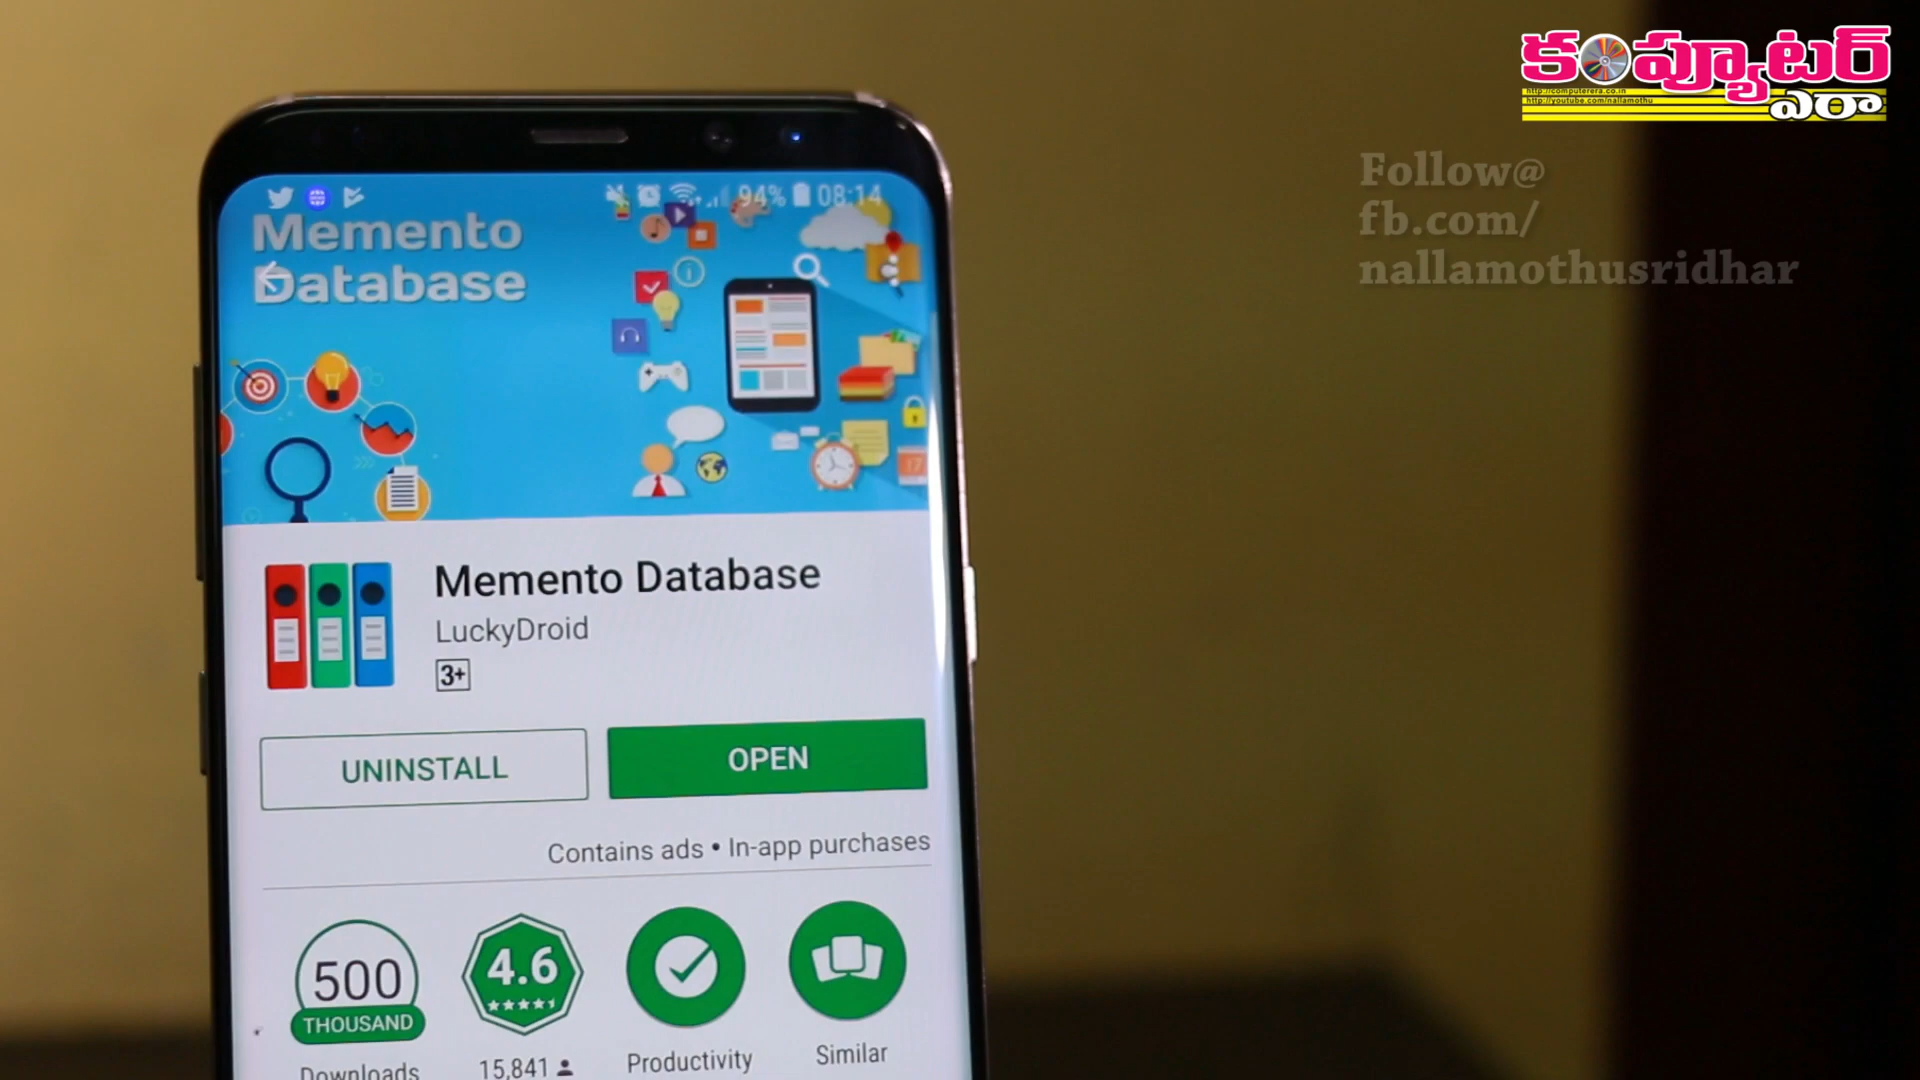 కంప్యూటర్
http://computerera.co.in
http://youtube.com/nallamothu
ఎరా
Follow@
fb.com/
nallamothusridhar
94% 08:14
Memento
Database
Memento Database
LuckyDroid
3+
UNINSTALL
OPEN
Contains ads • In-app purchases
500
THOUSAND
Downloads
4.6
15,841
Productivity
Similar
17